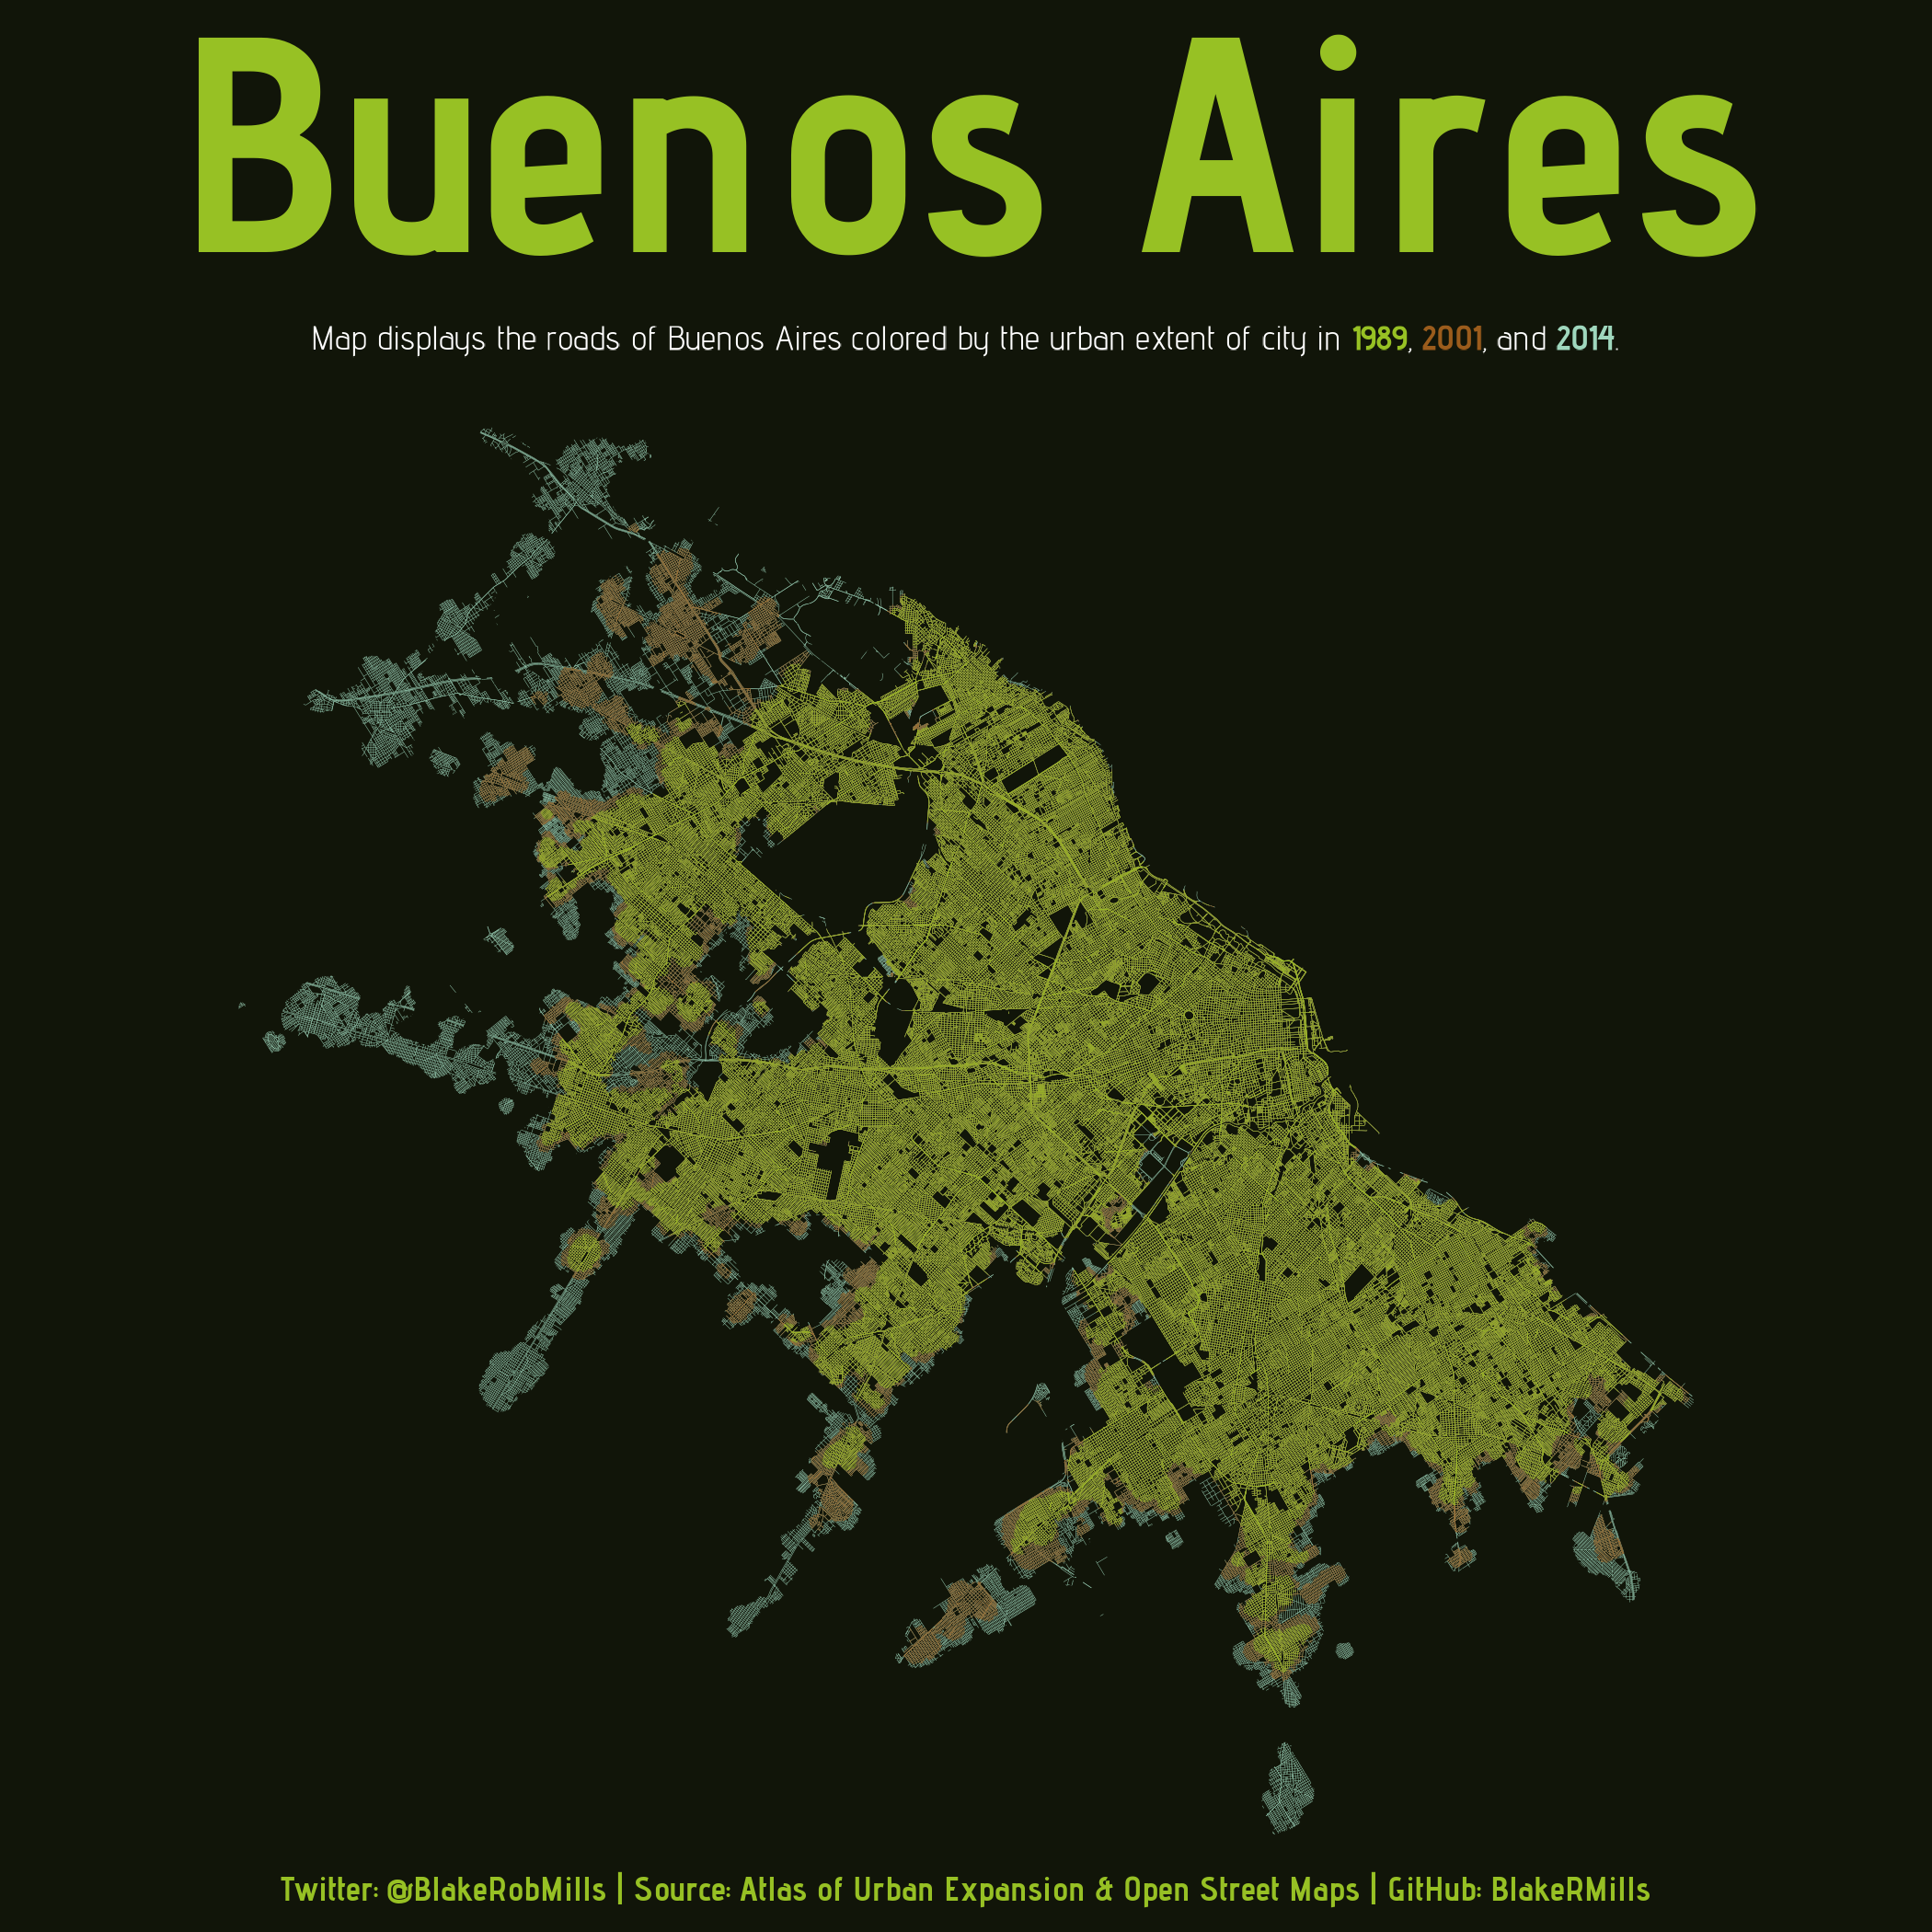 Buenos Aires
Map displays the roads of Buenos Aires colored by the urban extent of city in 1989, 2001, and 2014.
Twitter: @BlakeRobMills | Source: Atlas of Urban Expansion & Open Street Maps | GitHub: BlakeRMills